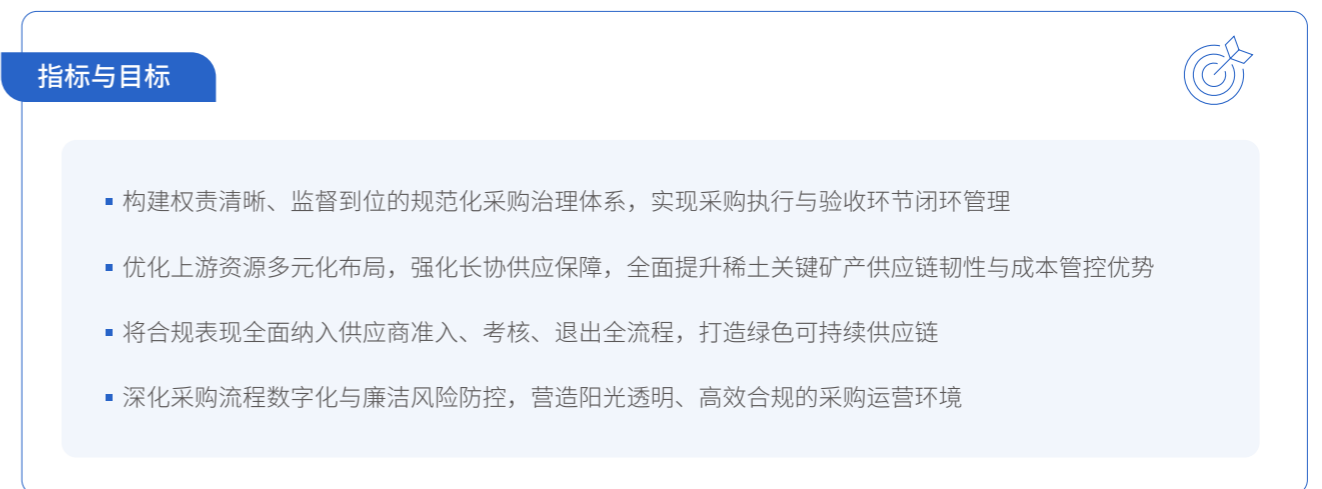 指标与目标
▪ 构建权责清晰、监督到位的规范化采购治理体系，实现采购执行与验收环节闭环管理
▪ 优化上游资源多元化布局，强化长协供应保障，全面提升稀土关键矿产供应链韧性与成本管控优势
▪ 将合规表现全面纳入供应商准入、考核、退出全流程，打造绿色可持续供应链
▪ 深化采购流程数字化与廉洁风险防控，营造阳光透明、高效合规的采购运营环境